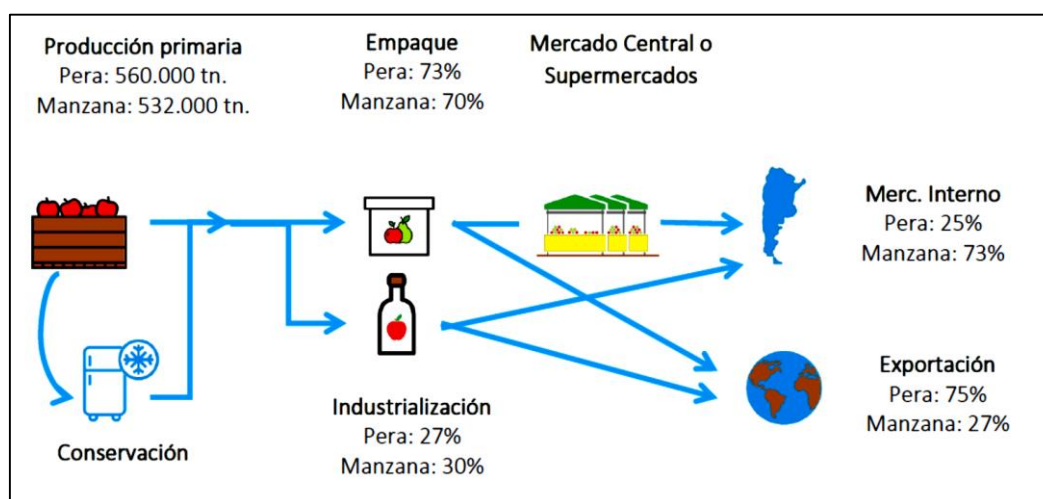 Producción primaria
Pera: 560.000 tn.
Manzana: 532.000 tn.
Empaque
Pera: 73%
Manzana: 70%
Mercado Central o
Supermercados
Merc. Interno
Pera: 25%
Manzana: 73%
Conservación
Industrialización
Pera: 27%
Manzana: 30%
Exportación
Pera: 75%
Manzana: 27%